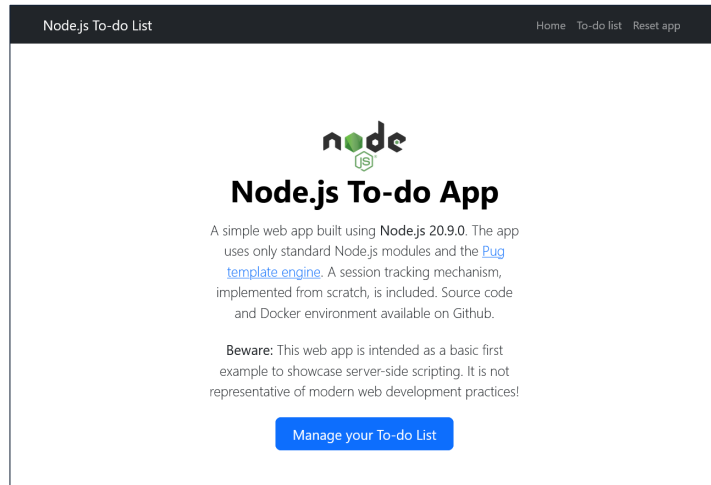 Node.js To-do List
Home To-do list Reset app
node
JS
Node.js To-do App
A simple web app built using Node.js 20.9.0. The app
uses only standard Node.js modules and the Pug
template engine. A session tracking mechanism,
implemented from scratch, is included. Source code
and Docker environment available on Github.
Beware: This web app is intended as a basic first
example to showcase server-side scripting. It is not
representative of modern web development practices!
Manage your To-do List